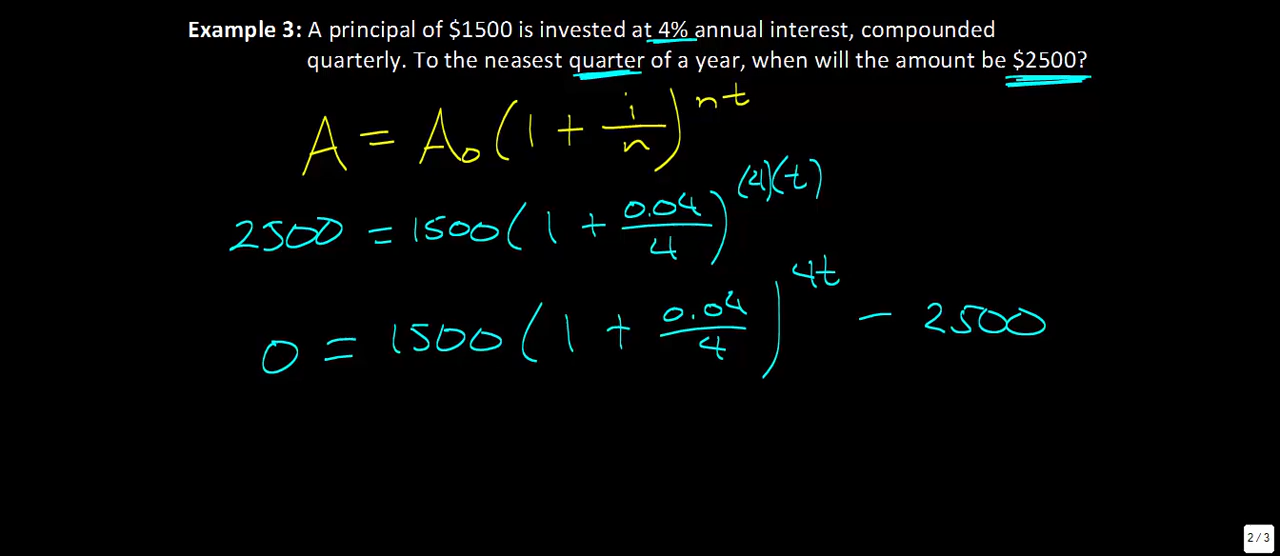 Example 3: A principal of $1500 is invested at 4% annual interest, compounded
quarterly. To the neasest quarter of a year, when will the amount be $2500?
A = A₀(1 + i/n)^nt
2500 = 1500(1 + 0.04/4)^(4)(t)
0 = 1500(1 + 0.04/4)^4t - 2500
2/3